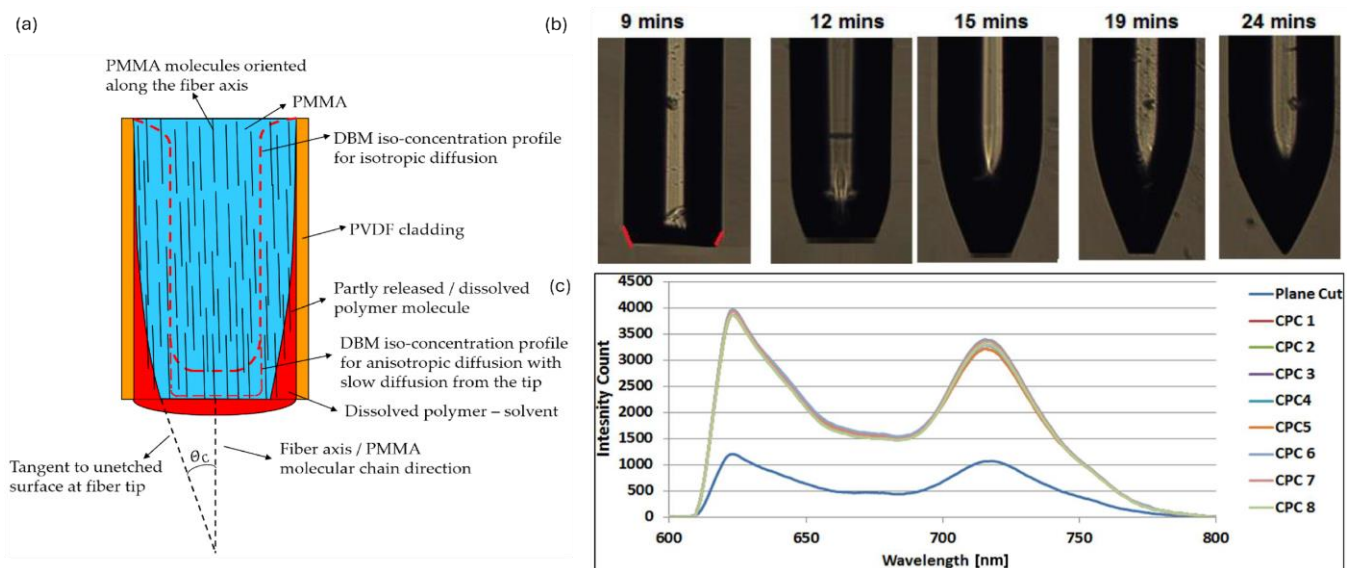 (a)
PMMA molecules oriented
along the fiber axis
PMMA
DBM iso-concentration profile
for isotropic diffusion
PVDF cladding
Partly released / dissolved
polymer molecule
DBM iso-concentration profile
for anisotropic diffusion with
slow diffusion from the tip
Dissolved polymer – solvent
Fiber axis / PMMA
molecular chain direction
Tangent to unetched
surface at fiber tip
θc
(b)
9 mins
12 mins
15 mins
19 mins
24 mins
(c)
Intesnity Count
4500
4000
3500
3000
2500
2000
1500
1000
500
0
600
650
700
750
800
Wavelength [nm]
Plane Cut
CPC 1
CPC 2
CPC 3
CPC4
CPC5
CPC 6
CPC 7
CPC 8